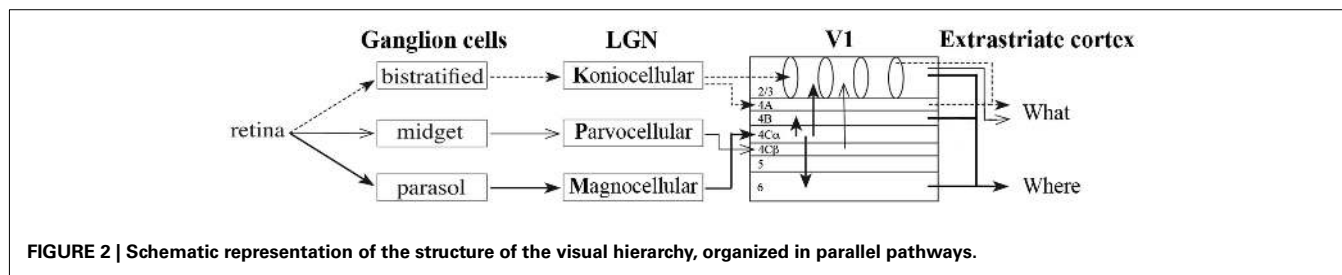 Ganglion cells LGN V1 Extrastriate cortex
bistratified Koniocellular
2/3
4A
What
4B
retina midget Parvocellular 4Cα
4Cβ
5
parasol Magnocellular 6 Where
FIGURE 2 | Schematic representation of the structure of the visual hierarchy, organized in parallel pathways.